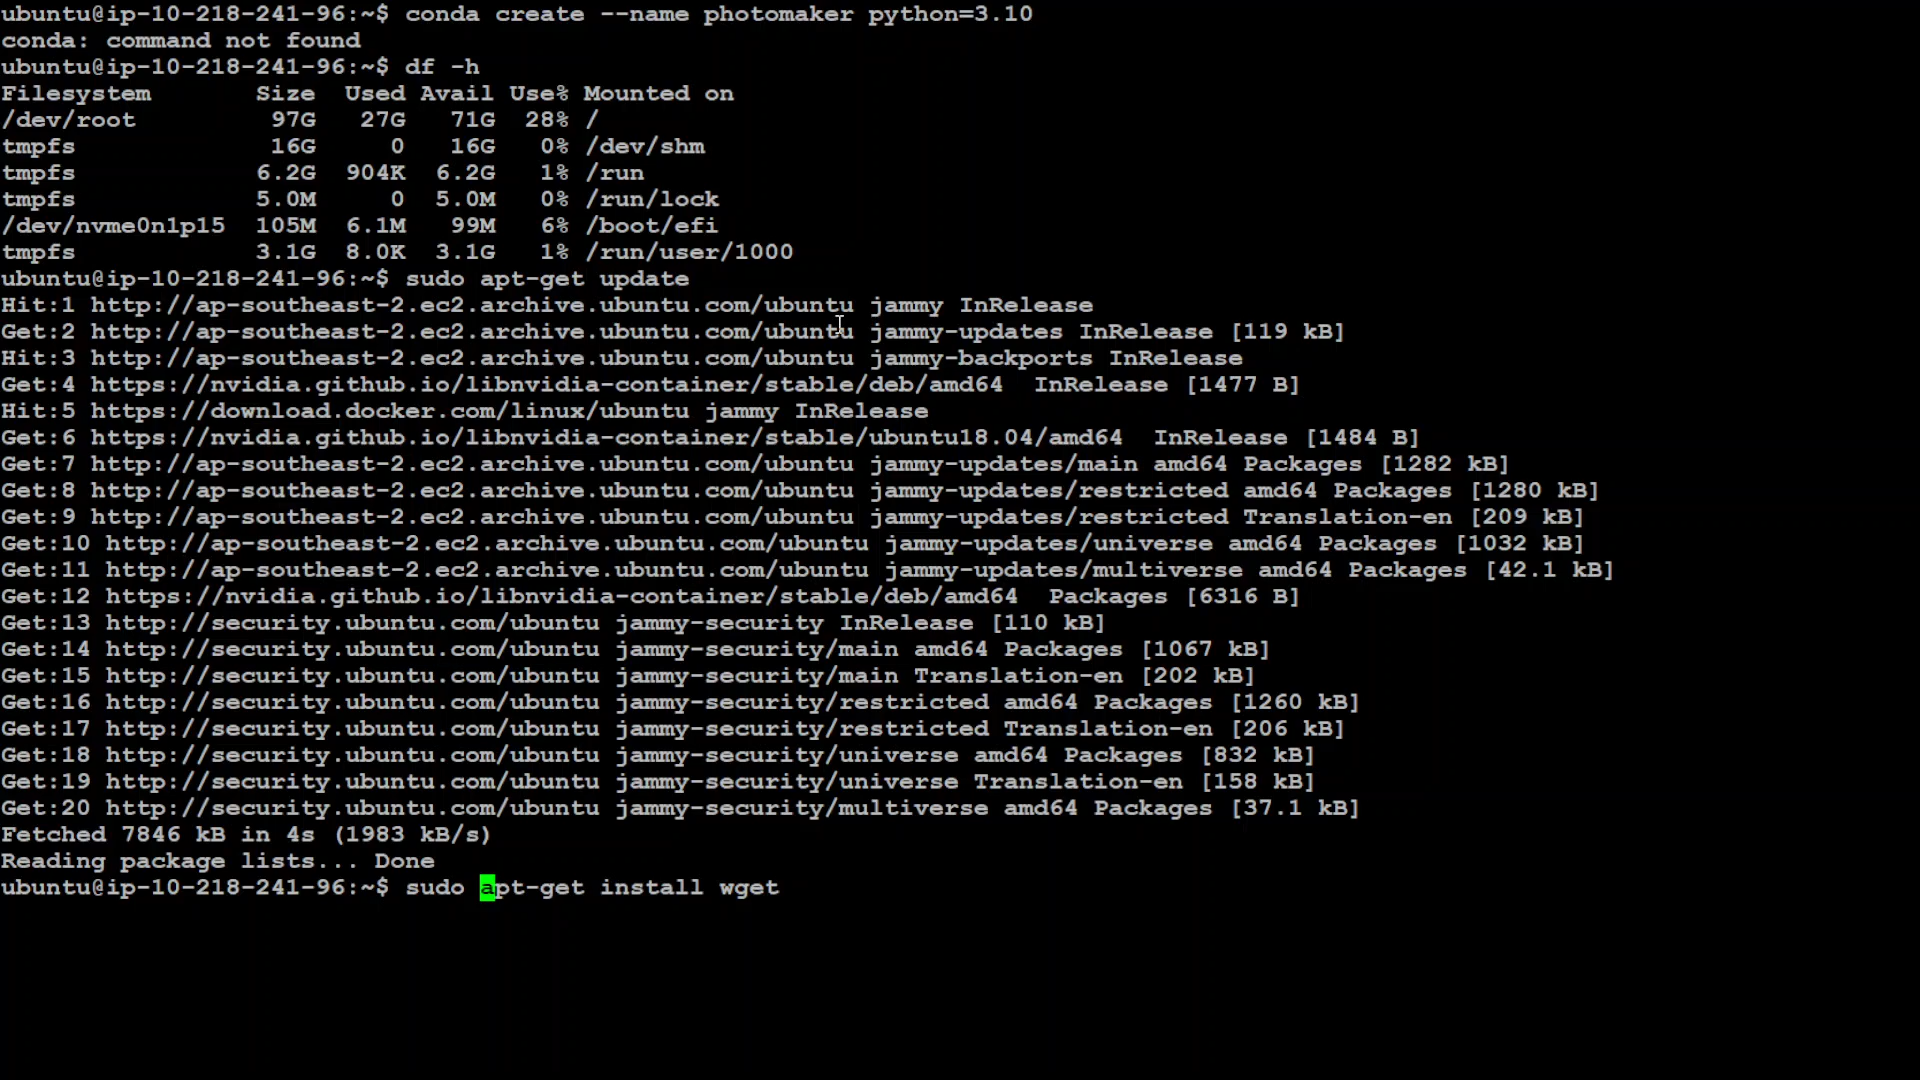 ubuntu@ip-10-218-241-96:~$ conda create --name photomaker python=3.10
conda: command not found
ubuntu@ip-10-218-241-96:~$ df -h
Filesystem       Size  Used Avail Use% Mounted on
/dev/root         97G   27G   71G  28% /
tmpfs             16G     0   16G   0% /dev/shm
tmpfs            6.2G  904K  6.2G   1% /run
tmpfs            5.0M     0  5.0M   0% /run/lock
/dev/nvme0n1p15  105M  6.1M   99M   6% /boot/efi
tmpfs            3.1G  8.0K  3.1G   1% /run/user/1000
ubuntu@ip-10-218-241-96:~$ sudo apt-get update
Hit:1 http://ap-southeast-2.ec2.archive.ubuntu.com/ubuntu jammy InRelease
Get:2 http://ap-southeast-2.ec2.archive.ubuntu.com/ubuntu jammy-updates InRelease [119 kB]
Hit:3 http://ap-southeast-2.ec2.archive.ubuntu.com/ubuntu jammy-backports InRelease
Get:4 https://nvidia.github.io/libnvidia-container/stable/deb/amd64  InRelease [1477 B]
Hit:5 https://download.docker.com/linux/ubuntu jammy InRelease
Get:6 https://nvidia.github.io/libnvidia-container/stable/ubuntu18.04/amd64  InRelease [1484 B]
Get:7 http://ap-southeast-2.ec2.archive.ubuntu.com/ubuntu jammy-updates/main amd64 Packages [1282 kB]
Get:8 http://ap-southeast-2.ec2.archive.ubuntu.com/ubuntu jammy-updates/restricted amd64 Packages [1280 kB]
Get:9 http://ap-southeast-2.ec2.archive.ubuntu.com/ubuntu jammy-updates/restricted Translation-en [209 kB]
Get:10 http://ap-southeast-2.ec2.archive.ubuntu.com/ubuntu jammy-updates/universe amd64 Packages [1032 kB]
Get:11 http://ap-southeast-2.ec2.archive.ubuntu.com/ubuntu jammy-updates/multiverse amd64 Packages [42.1 kB]
Get:12 https://nvidia.github.io/libnvidia-container/stable/deb/amd64  Packages [6316 B]
Get:13 http://security.ubuntu.com/ubuntu jammy-security InRelease [110 kB]
Get:14 http://security.ubuntu.com/ubuntu jammy-security/main amd64 Packages [1067 kB]
Get:15 http://security.ubuntu.com/ubuntu jammy-security/main Translation-en [202 kB]
Get:16 http://security.ubuntu.com/ubuntu jammy-security/restricted amd64 Packages [1260 kB]
Get:17 http://security.ubuntu.com/ubuntu jammy-security/restricted Translation-en [206 kB]
Get:18 http://security.ubuntu.com/ubuntu jammy-security/universe amd64 Packages [832 kB]
Get:19 http://security.ubuntu.com/ubuntu jammy-security/universe Translation-en [158 kB]
Get:20 http://security.ubuntu.com/ubuntu jammy-security/multiverse amd64 Packages [37.1 kB]
Fetched 7846 kB in 4s (1983 kB/s)
Reading package lists... Done
ubuntu@ip-10-218-241-96:~$ sudo apt-get install wget